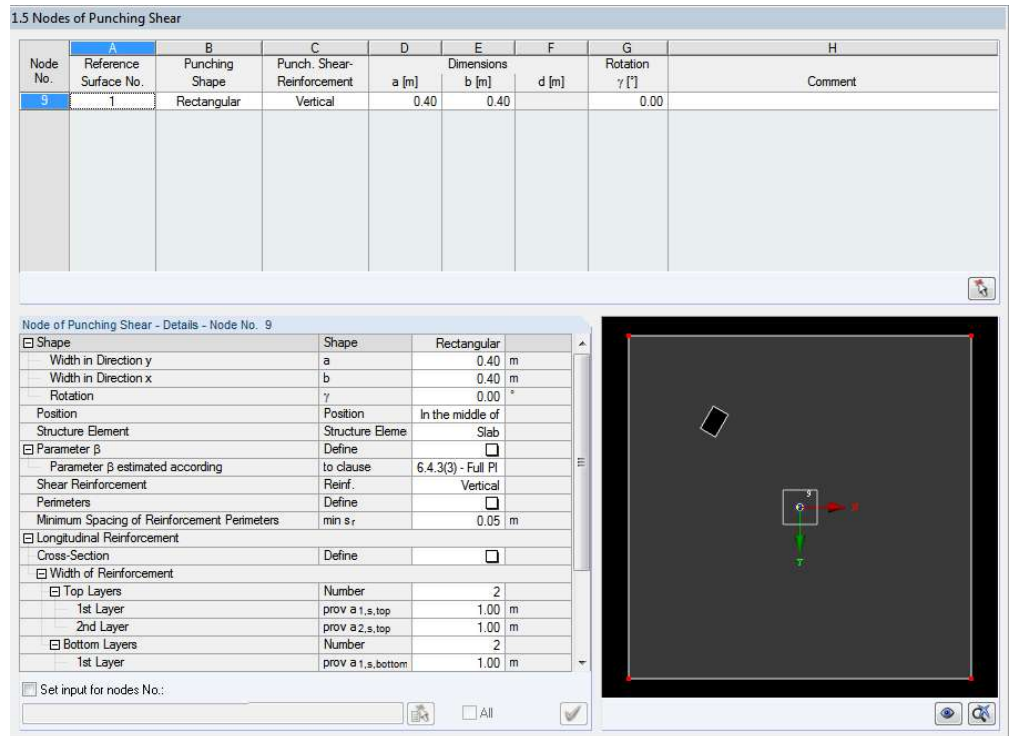 1.5 Nodes of Punching Shear
A B C D E F G H
Node Reference Punching Punch. Shear- Dimensions Rotation
No. Surface No. Shape Reinforcement a [m] b [m] d [m] γ [°] Comment
9 1 Rectangular Vertical 0.40 0.40 0.00
Node of Punching Shear - Details - Node No. 9
Shape Shape Rectangular
Width in Direction y a 0.40 m
Width in Direction x b 0.40 m
Rotation γ 0.00 °
Position Position In the middle of
Structure Element Structure Eleme Slab
Parameter β Define
Parameter β estimated according to clause 6.4.3(3) - Full Pl
Shear Reinforcement Reinf. Vertical
Perimeters Define
Minimum Spacing of Reinforcement Perimeters min sr 0.05 m
Longitudinal Reinforcement
Cross-Section Define
Width of Reinforcement
Top Layers Number 2
1st Layer prov a1,s,top 1.00 m
2nd Layer prov a2,s,top 1.00 m
Bottom Layers Number 2
1st Layer prov a1,s,bottom 1.00 m
Set input for nodes No.:
All
9